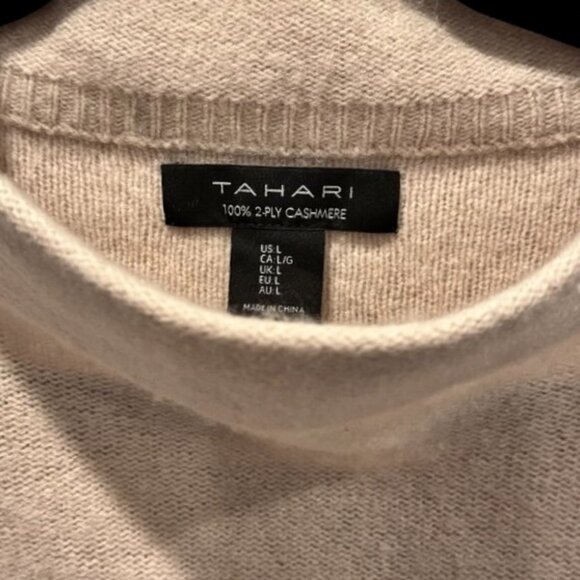 TAHARI
100% 2-PLY CASHMERE
US:L
CA:L/G
UK:L
EU:L
AU:L
MADE IN CHINA